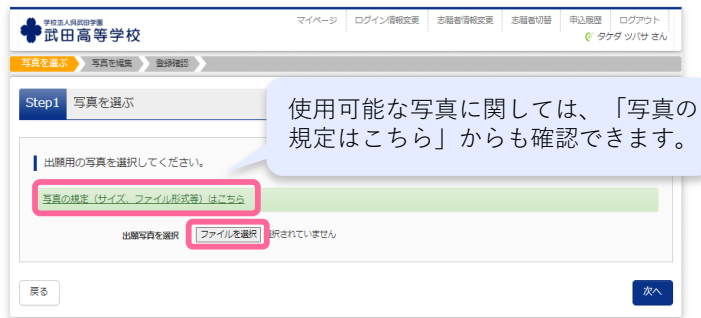 学校法人呉武田学園
武田高等学校
マイページ ログイン情報変更 志願者情報変更 志願者切替 申込履歴 ログアウト
タケダ ツバサ さん
写真を選ぶ 写真を編集 登録確認
Step1 写真を選ぶ
使用可能な写真に関しては、「写真の
規定はこちら」からも確認できます。
出願用の写真を選択してください。
写真の規定(サイズ、ファイル形式等)はこちら
出願写真を選択 ファイルを選択 択されていません
戻る 次へ